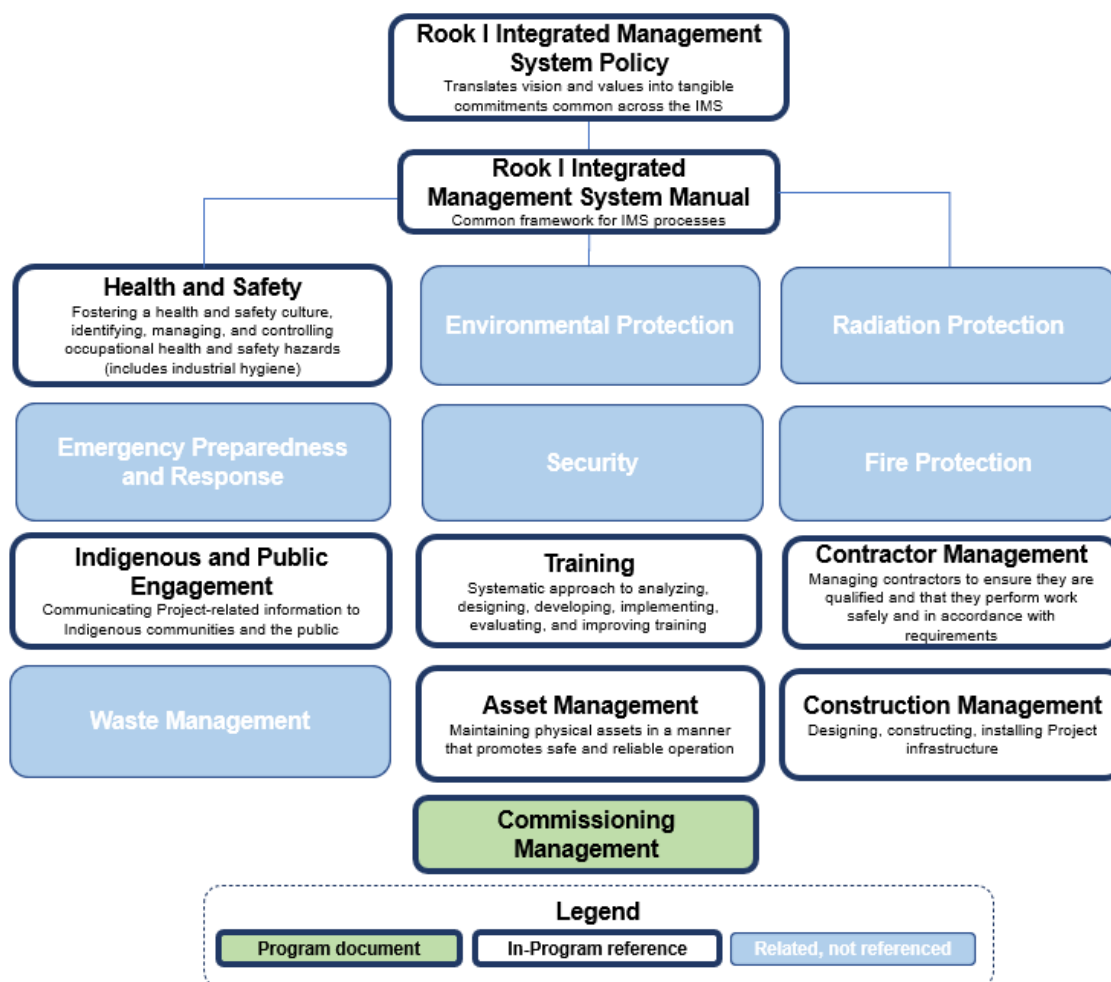 Rook I Integrated Management
System Policy
Translates vision and values into tangible
commitments common across the IMS
Rook I Integrated
Management System Manual
Common framework for IMS processes
Health and Safety
Fostering a health and safety culture,
identifying, managing, and controlling
occupational health and safety hazards
(includes industrial hygiene)
Environmental Protection
Radiation Protection
Emergency Preparedness
and Response
Security
Fire Protection
Indigenous and Public
Engagement
Communicating Project-related information to
Indigenous communities and the public
Training
Systematic approach to analyzing,
designing, developing, implementing,
evaluating, and improving training
Contractor Management
Managing contractors to ensure they are
qualified and that they perform work
safely and in accordance with
requirements
Waste Management
Asset Management
Maintaining physical assets in a manner
that promotes safe and reliable operation
Construction Management
Designing, constructing, installing Project
infrastructure
Commissioning
Management
Legend
Program document
In-Program reference
Related, not referenced